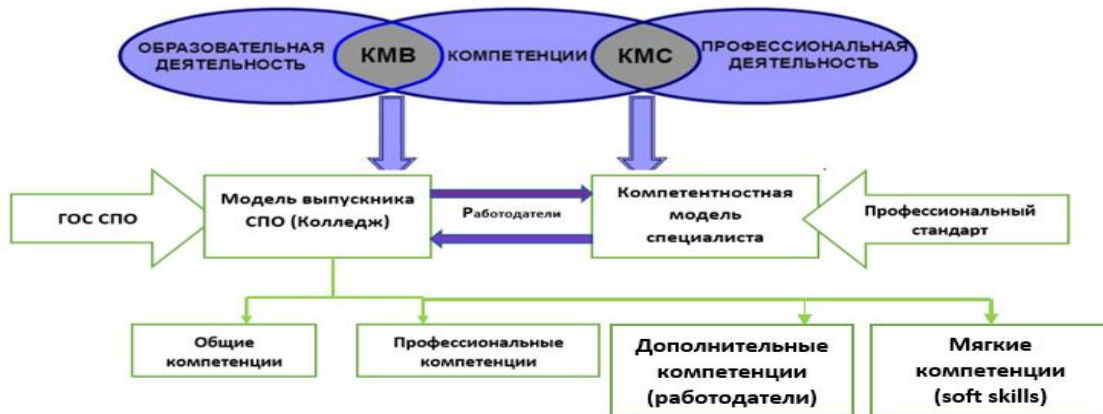 ОБРАЗОВАТЕЛЬНАЯ
ДЕЯТЕЛЬНОСТЬ
КМВ
КОМПЕТЕНЦИИ
КМС
ПРОФЕССИОНАЛЬНАЯ
ДЕЯТЕЛЬНОСТЬ
ГОС СПО
Модель выпускника
СПО (Колледж)
Работодатели
Компетентностная
модель
специалиста
Профессиональный
стандарт
Общие
компетенции
Профессиональные
компетенции
Дополнительные
компетенции
(работодатели)
Мягкие
компетенции
(soft skills)